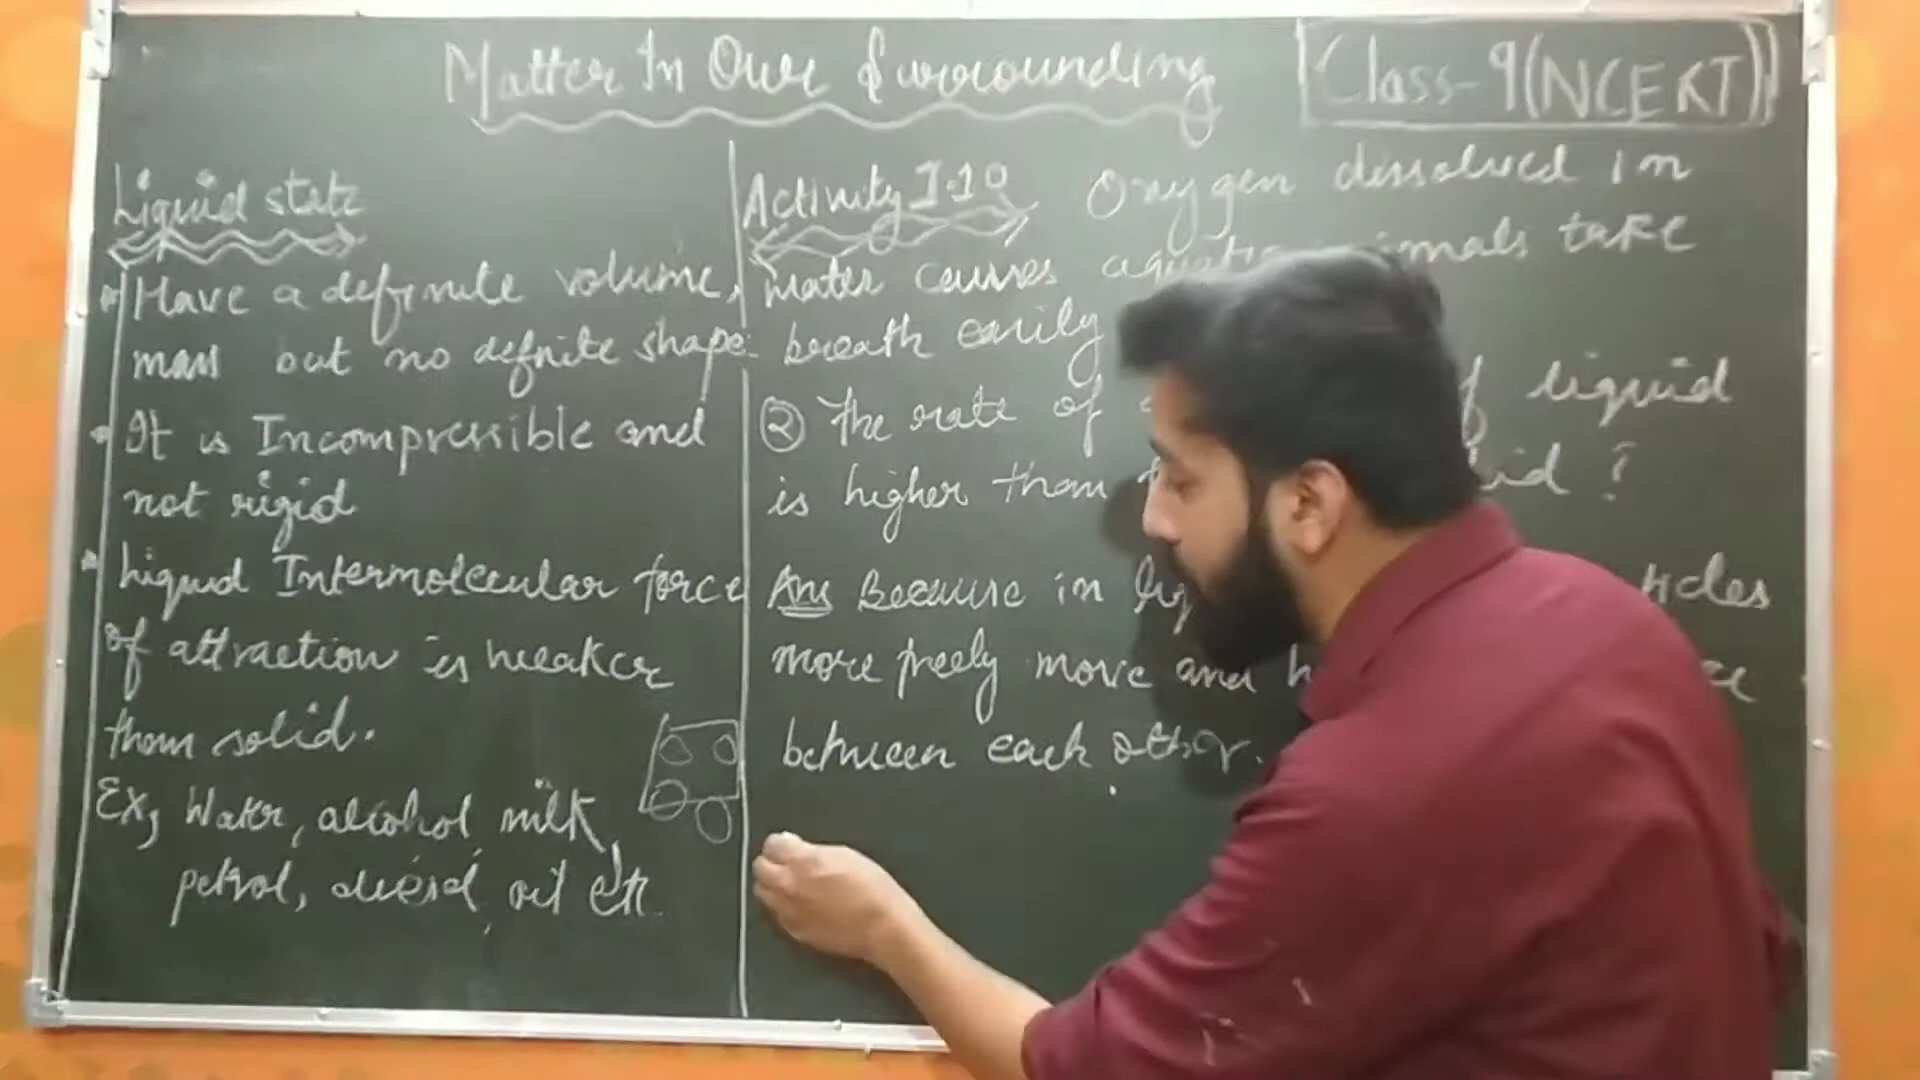 Matter In Our Surrounding
Class-9(NCERT)
Liquid state
Have a definite volume,
mass but no definite shape.
It is Incompressible and
not rigid
Liquid Intermolecular force
of attraction is weaker
than solid.
Ex, Water, alcohol, milk,
petrol, diesel, oil etc.
Activity 1.10 Oxygen dissolved in
water causes take
breath easily
② The rate of of liquid
is higher than ?
Ans Because in
more freely move and
between each other.